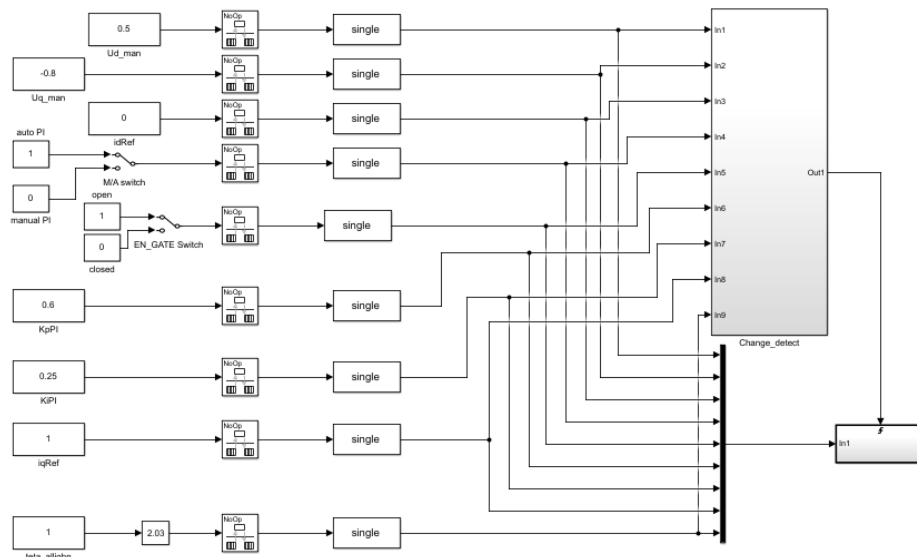 0.5
NoOp
single
Ud_man
In1
-0.8
NoOp
single
Uq_man
In2
0
NoOp
single
idRef
In3
auto PI
1
NoOp
single
In4
M/A switch
0
manual PI
open
1
NoOp
single
In5
Out1
0
EN_GATE Switch
closed
In6
In7
0.6
NoOp
single
KpPI
In8
In9
Change_detect
0.25
NoOp
single
KiPI
1
NoOp
single
iqRef
In1
1
2.03
NoOp
single